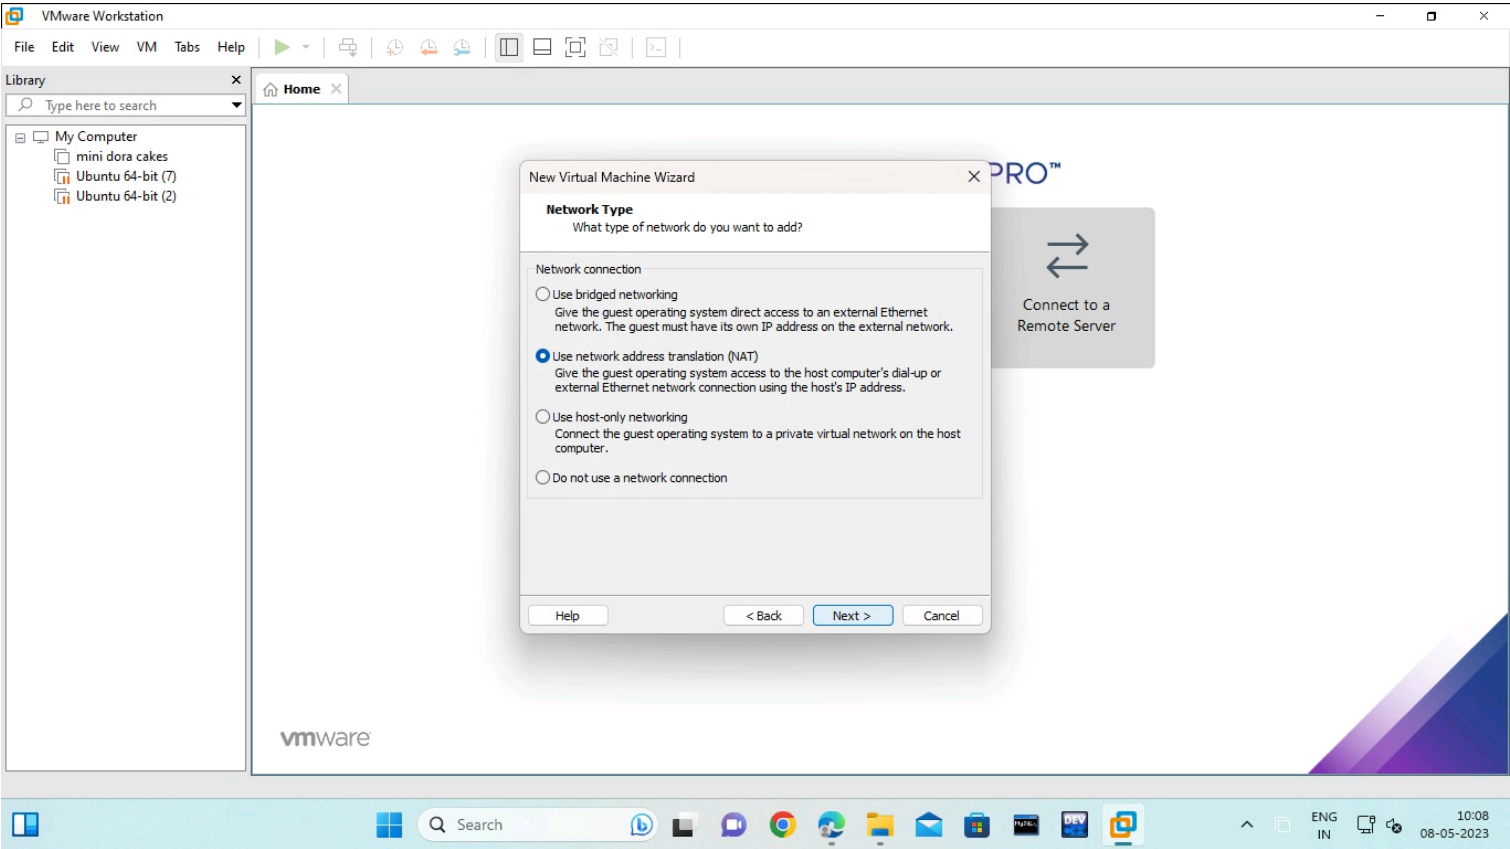 VMware Workstation
File Edit View VM Tabs Help
Library
Type here to search
My Computer
mini dora cakes
Ubuntu 64-bit (7)
Ubuntu 64-bit (2)
Home
PRO™
Connect to a
Remote Server
New Virtual Machine Wizard
Network Type
What type of network do you want to add?
Network connection
Use bridged networking
Give the guest operating system direct access to an external Ethernet
network. The guest must have its own IP address on the external network.
Use network address translation (NAT)
Give the guest operating system access to the host computer's dial-up or
external Ethernet network connection using the host's IP address.
Use host-only networking
Connect the guest operating system to a private virtual network on the host
computer.
Do not use a network connection
Help < Back Next > Cancel
vmware
Search
DEV
ENG
IN
10:08
08-05-2023